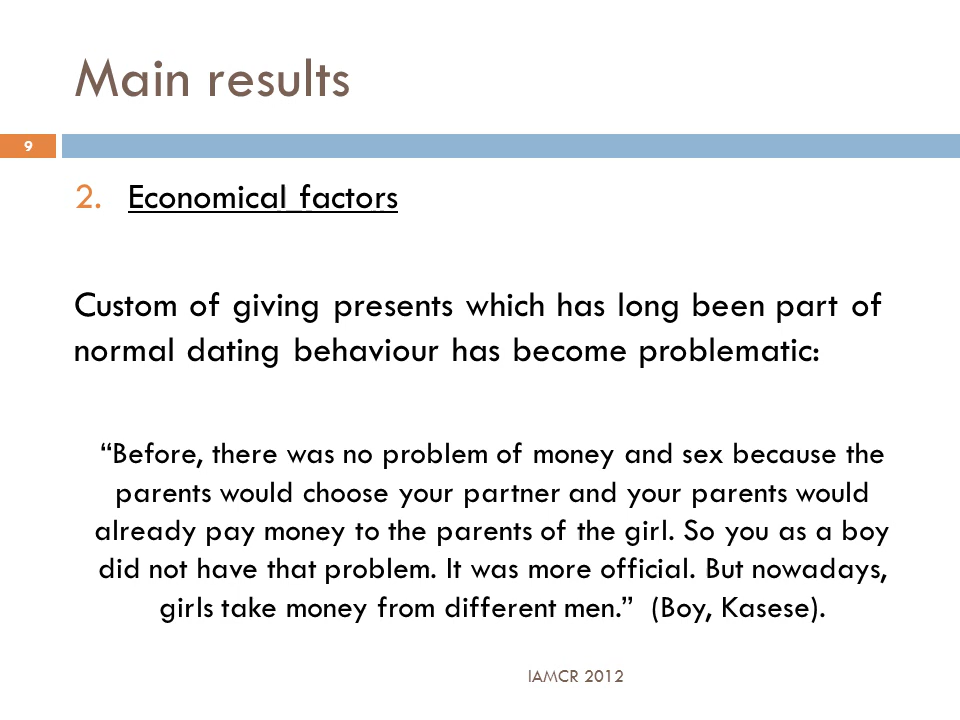 Main results
9
2. Economical factors
Custom of giving presents which has long been part of
normal dating behaviour has become problematic:
“Before, there was no problem of money and sex because the
parents would choose your partner and your parents would
already pay money to the parents of the girl. So you as a boy
did not have that problem. It was more official. But nowadays,
girls take money from different men.” (Boy, Kasese).
IAMCR 2012